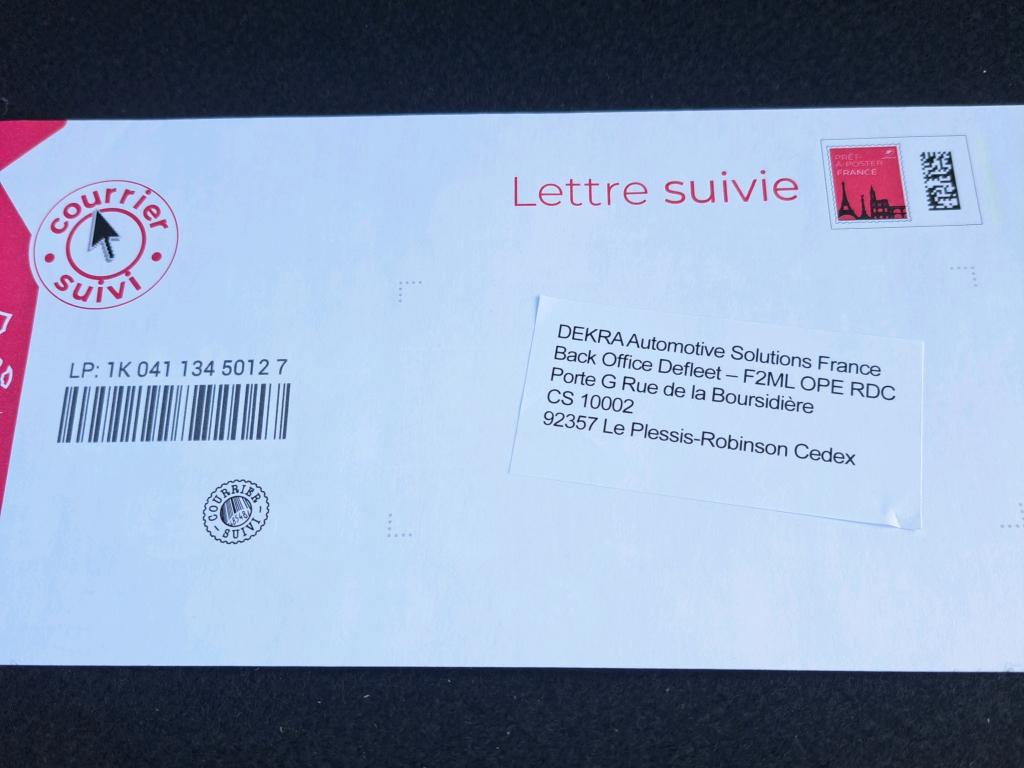 Lettre suivie
PRÊT-
À-POSTER
FRANCE
courrier
suivi
LP: 1K 041 134 5012 7
COURRIER
SUIVI
DEKRA Automotive Solutions France
Back Office Defleet – F2ML OPE RDC
Porte G Rue de la Boursidière
CS 10002
92357 Le Plessis-Robinson Cedex